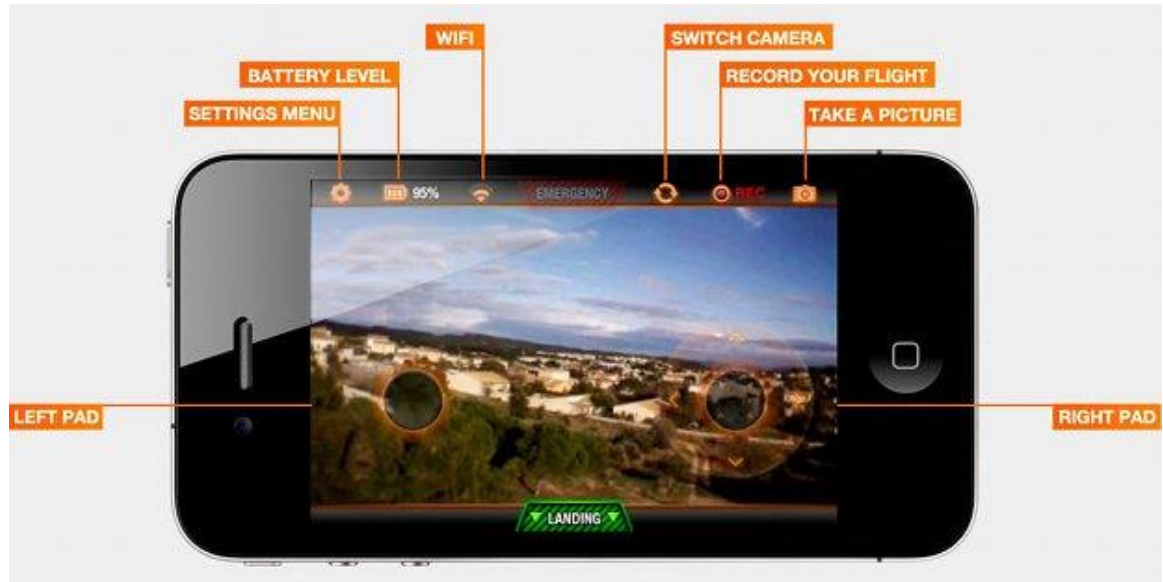 WIFI
SWITCH CAMERA
BATTERY LEVEL
RECORD YOUR FLIGHT
SETTINGS MENU
TAKE A PICTURE
95%
EMERGENCY
REC
LEFT PAD
RIGHT PAD
LANDING